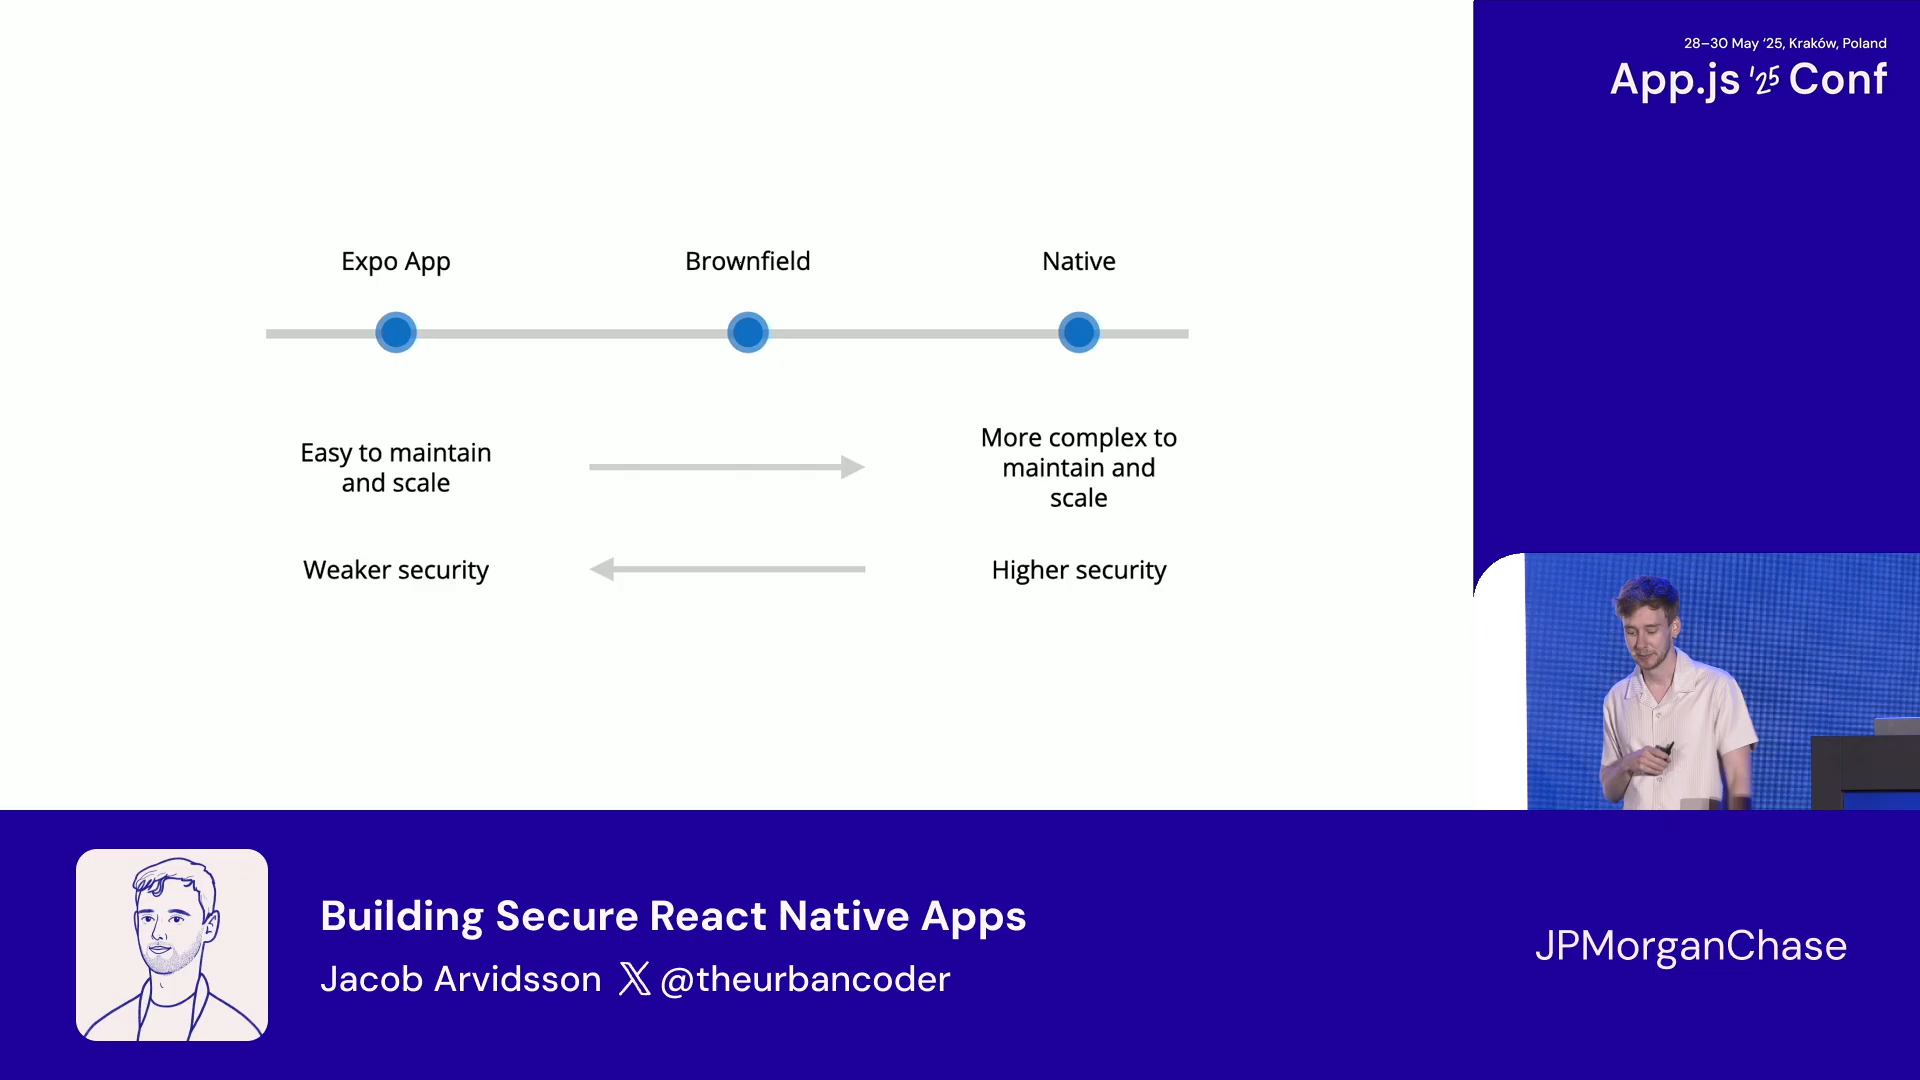 Expo App
Brownfield
Native
Easy to maintain
and scale
More complex to
maintain and
scale
Weaker security
Higher security
28–30 May ‘25, Kraków, Poland
App.js ‘25 Conf
Building Secure React Native Apps
Jacob Arvidsson 𝕏 @theurbancoder
JPMorganChase